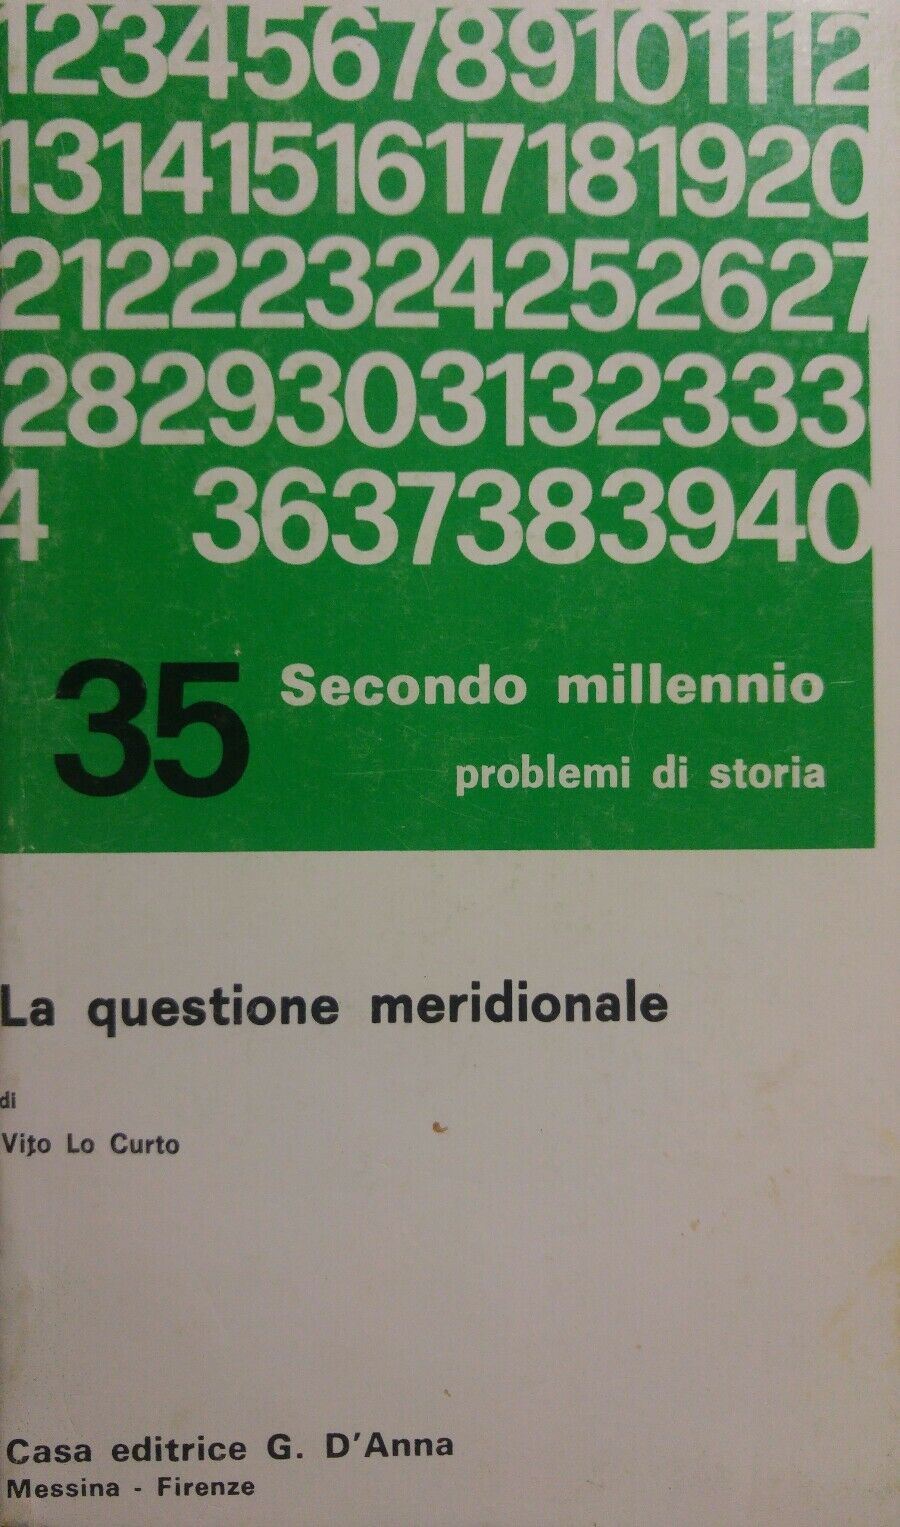 123456789101112
1314151617181920
21222324252627
2829303132333
4 3637383940
35 Secondo millennio
problemi di storia
La questione meridionale
di
Vito Lo Curto
Casa editrice G. D'Anna
Messina - Firenze